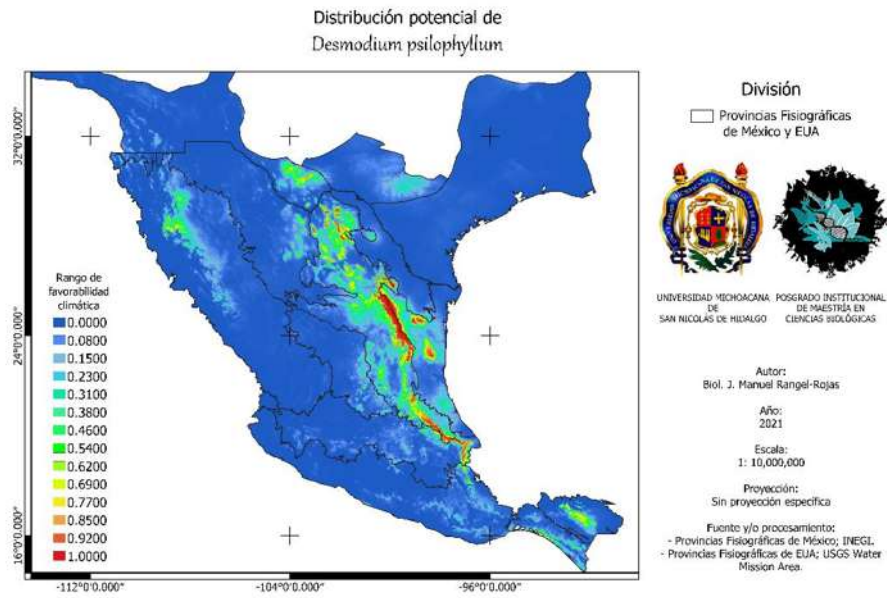 Distribución potencial de
Desmodium psilophyllum
32°0'0.000"
24°0'0.000"
16°0'0.000"
-112°0'0.000"
-104°0'0.000"
-96°0'0.000"
Rango de
favorabilidad
climática
0.0000
0.0800
0.1500
0.2300
0.3100
0.3800
0.4600
0.5400
0.6200
0.6900
0.7700
0.8500
0.9200
1.0000
División
Provincias Fisiográficas
de México y EUA
UNIVERSIDAD MICHOACANA
DE
SAN NICOLÁS DE HIDALGO
POSGRADO INSTITUCIONAL
DE MAESTRÍA EN
CIENCIAS BIOLÓGICAS
Autor:
Biol. J. Manuel Rangel-Rojas
Año:
2021
Escala:
1: 10,000,000
Proyección:
Sin proyección específica
Fuente y/o procesamiento:
- Provincias Fisiográficas de México; INEGI.
- Provincias Fisiográficas de EUA; USGS Water
Mission Area.